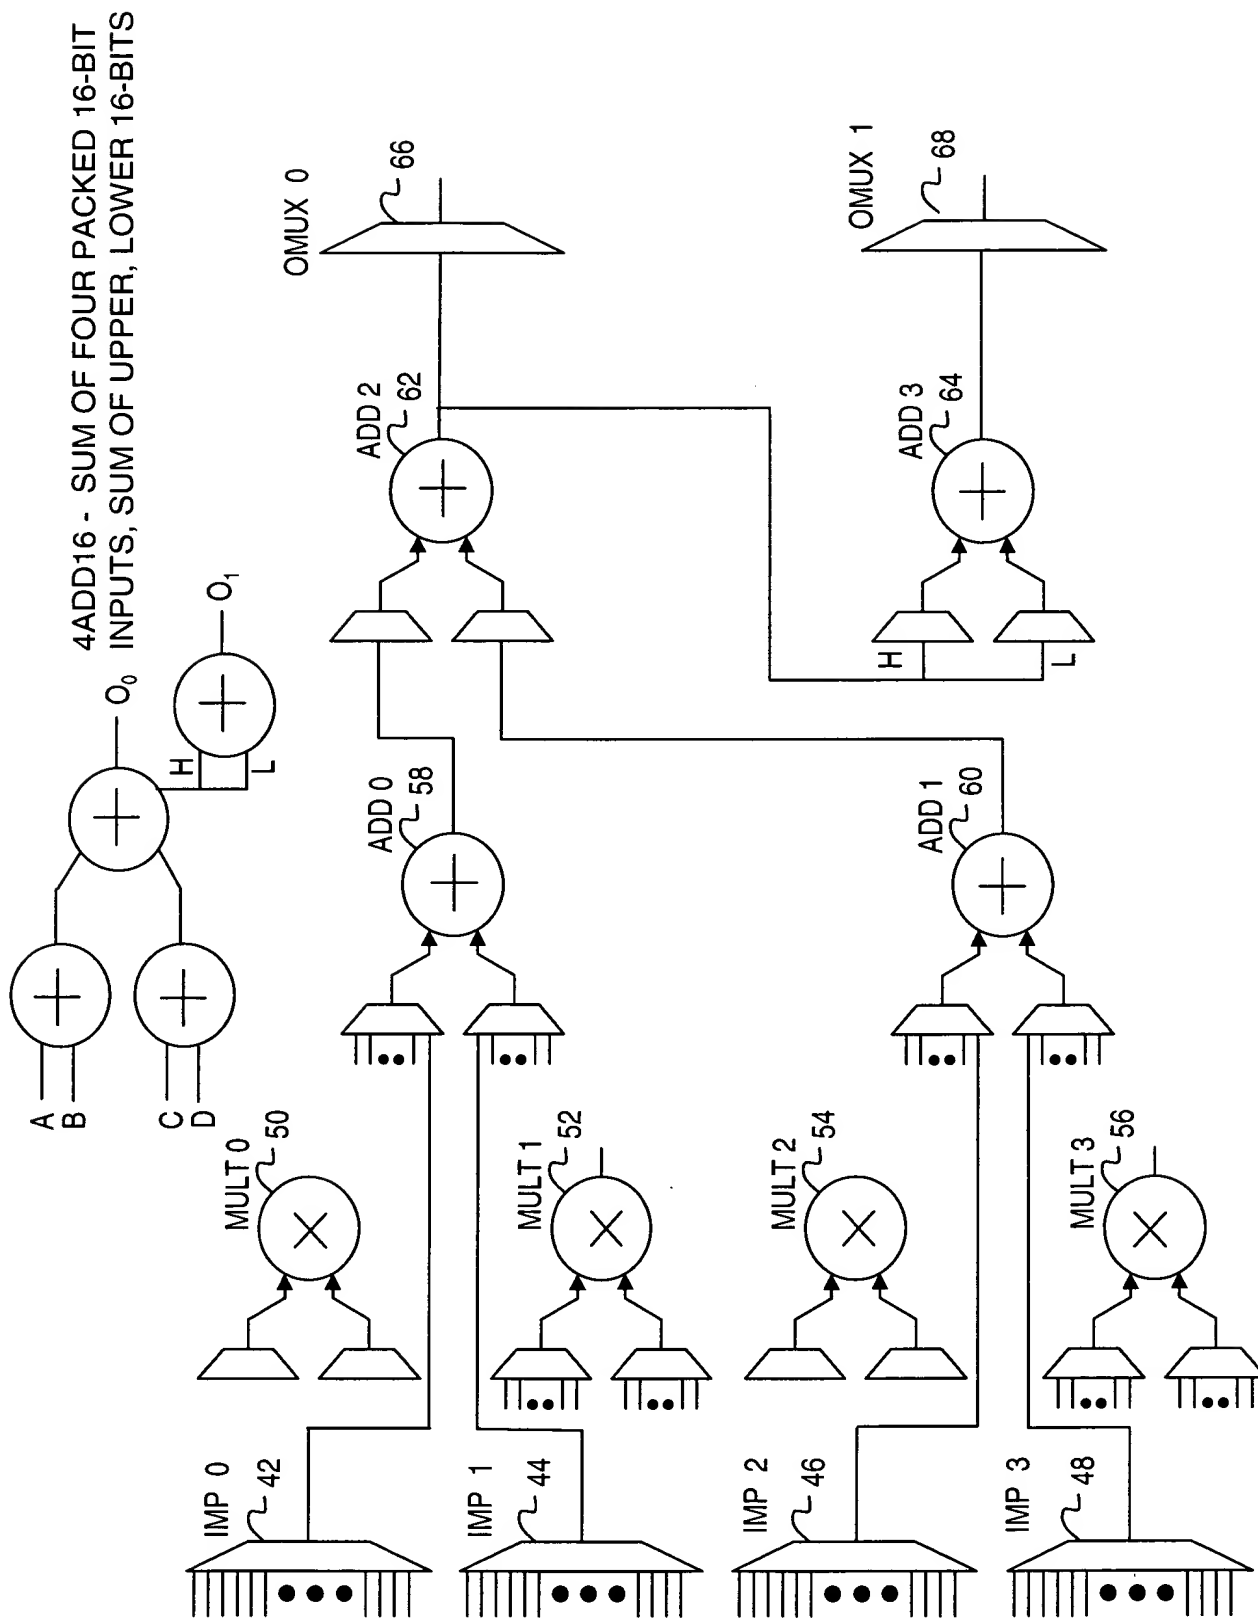 4ADD16 - SUM OF FOUR PACKED 16-BIT
INPUTS, SUM OF UPPER, LOWER 16-BITS
A
B
C
D
H
L
O0
O1
IMP 0
42
IMP 1
44
IMP 2
46
IMP 3
48
MULT 0
50
MULT 1
52
MULT 2
54
MULT 3
56
ADD 0
58
ADD 1
60
ADD 2
62
H
L
ADD 3
64
OMUX 0
66
OMUX 1
68